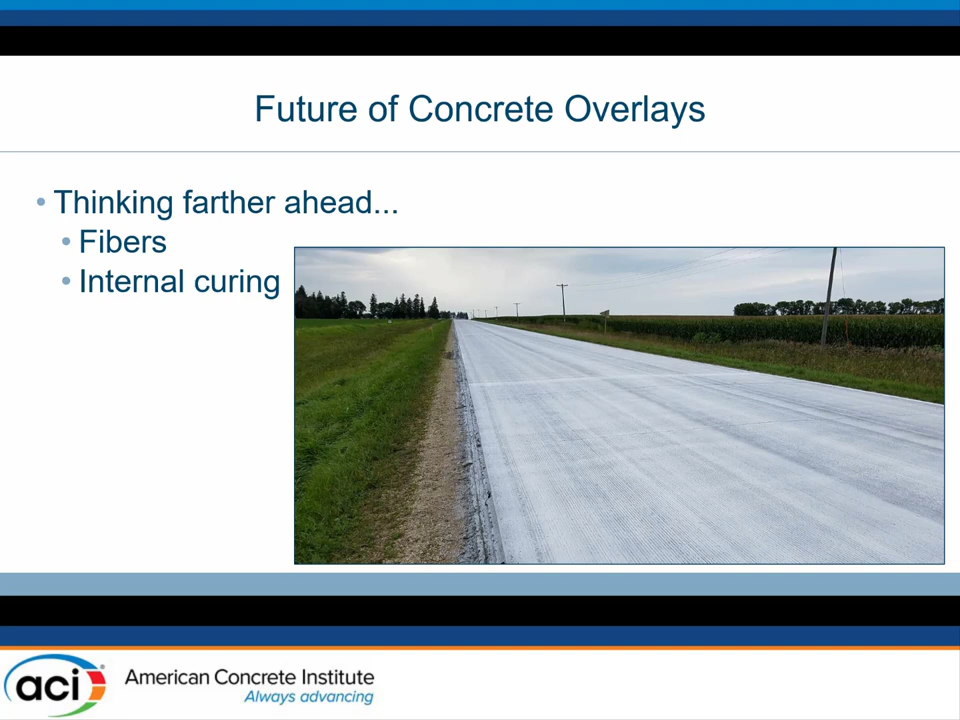 Future of Concrete Overlays
• Thinking farther ahead...
• Fibers
• Internal curing
aci®
American Concrete Institute
Always advancing